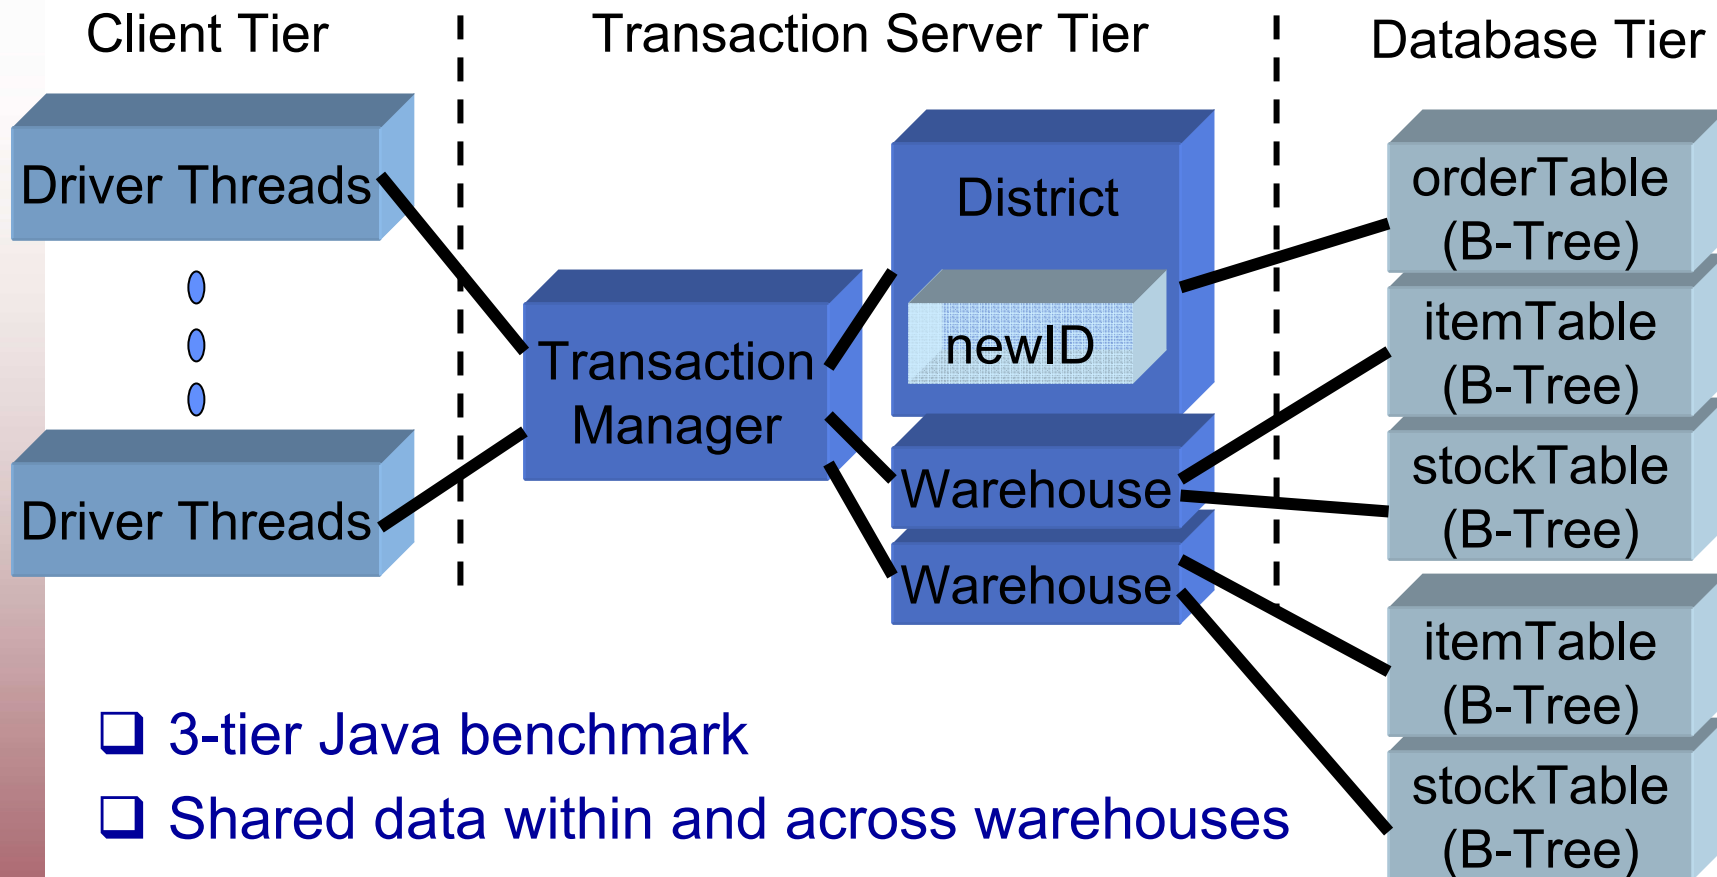 Client Tier
Transaction Server Tier
Database Tier
Driver Threads
Driver Threads
Transaction
Manager
District
newID
Warehouse
Warehouse
orderTable
(B-Tree)
itemTable
(B-Tree)
stockTable
(B-Tree)
itemTable
(B-Tree)
stockTable
(B-Tree)
3-tier Java benchmark
Shared data within and across warehouses